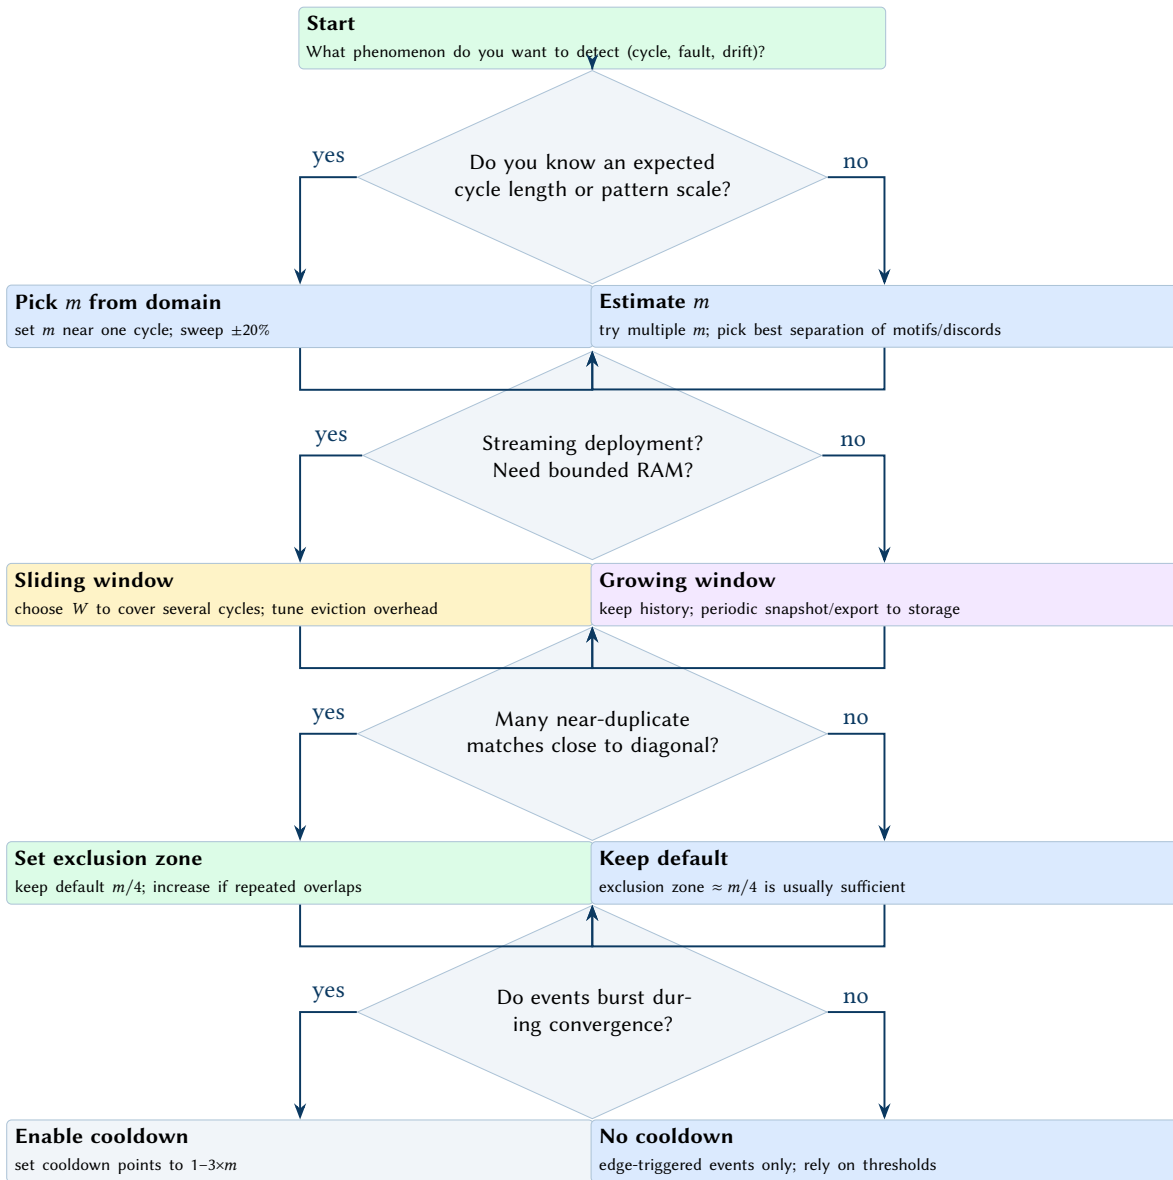 Start
What phenomenon do you want to detect (cycle, fault, drift)?
Do you know an expected
cycle length or pattern scale?
yes
no
Pick m from domain
set m near one cycle; sweep ±20%
Estimate m
try multiple m; pick best separation of motifs/discords
Streaming deployment?
Need bounded RAM?
yes
no
Sliding window
choose W to cover several cycles; tune eviction overhead
Growing window
keep history; periodic snapshot/export to storage
Many near-duplicate
matches close to diagonal?
yes
no
Set exclusion zone
keep default m/4; increase if repeated overlaps
Keep default
exclusion zone ≈ m/4 is usually sufficient
Do events burst dur-
ing convergence?
yes
no
Enable cooldown
set cooldown points to 1–3×m
No cooldown
edge-triggered events only; rely on thresholds